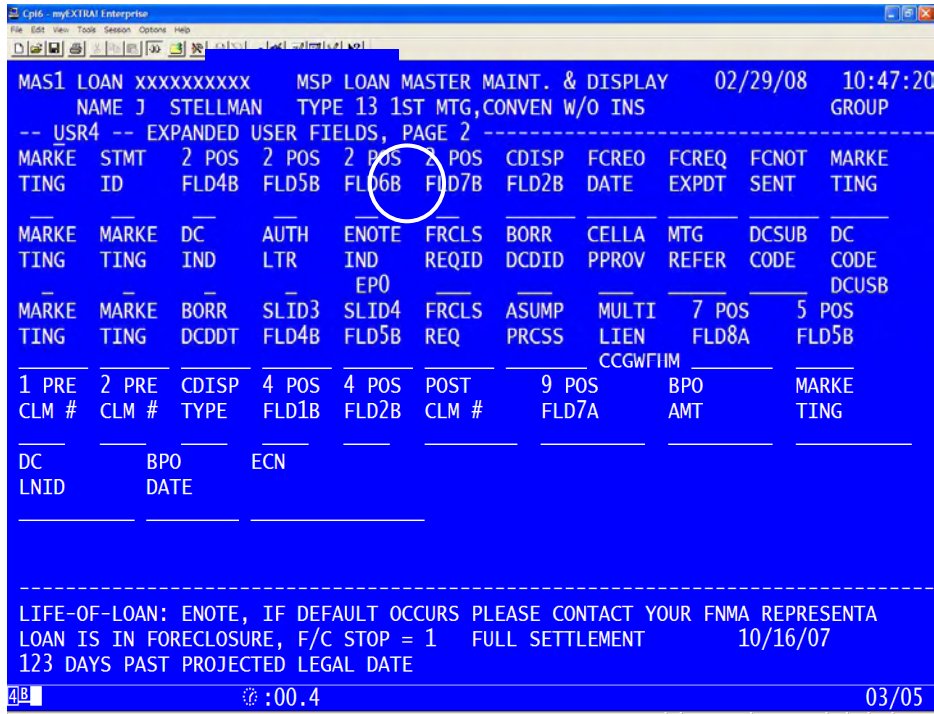 Cpi6 - myEXTRA! Enterprise
File Edit View Tools Session Options Help
MAS1 LOAN xxxxxxxxxx MSP LOAN MASTER MAINT. & DISPLAY 02/29/08 10:47:20
NAME J STELLMAN TYPE 13 1ST MTG,CONVEN W/O INS GROUP
-- USR4 -- EXPANDED USER FIELDS, PAGE 2 --------------------------------------
MARKE STMT 2 POS 2 POS 2 POS 2 POS CDISP FCREO FCREQ FCNOT MARKE
TING ID FLD4B FLD5B FLD6B FLD7B FLD2B DATE EXPDT SENT TING
MARKE MARKE DC AUTH ENOTE FRCLS BORR CELLA MTG DCSUB DC
TING TING IND LTR IND REQID DCDID PPROV REFER CODE CODE
EPO DCUSB
MARKE MARKE BORR SLID3 SLID4 FRCLS ASUMP MULTI 7 POS 5 POS
TING TING DCDDT FLD4B FLD5B REQ PRCSS LIEN FLD8A FLD5B
CCGWFHM
1 PRE 2 PRE CDISP 4 POS 4 POS POST 9 POS BPO MARKE
CLM # CLM # TYPE FLD1B FLD2B CLM # FLD7A AMT TING
DC BPO ECN
LNID DATE
--------------------------------------------------------------------------------
LIFE-OF-LOAN: ENOTE, IF DEFAULT OCCURS PLEASE CONTACT YOUR FNMA REPRESENTA
LOAN IS IN FORECLOSURE, F/C STOP = 1 FULL SETTLEMENT 10/16/07
123 DAYS PAST PROJECTED LEGAL DATE
4B :00.4 03/05